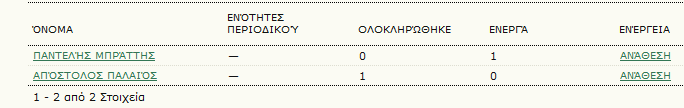 ΌΝΟΜΑ ΕΝΌΤΗΤΕΣ ΠΕΡΙΟΔΙΚΟΎ ΟΛΟΚΛΗΡΏΘΗΚΕ ΕΝΕΡΓΆ ΕΝΈΡΓΕΙΑ
ΠΑΝΤΕΛΉΣ ΜΠΡΆΤΤΗΣ — 0 1 ΑΝΆΘΕΣΗ
ΑΠΌΣΤΟΛΟΣ ΠΑΛΑΙΌΣ — 1 0 ΑΝΆΘΕΣΗ
1 - 2 από 2 Στοιχεία